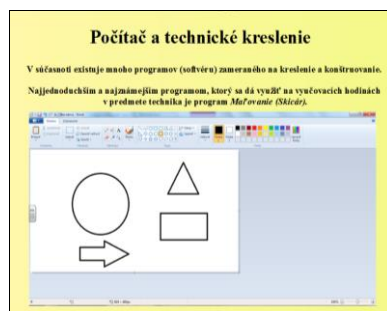 Počítač a technické kreslenie
V súčasnoti existuje mnoho programov (softvéru) zameraného na kreslenie a konštruovanie.
Najjednoduchším a najznámejším programom, ktorý sa dá využiť na vyučovacích hodinách
v predmete technika je program Maľovanie (Skicár).